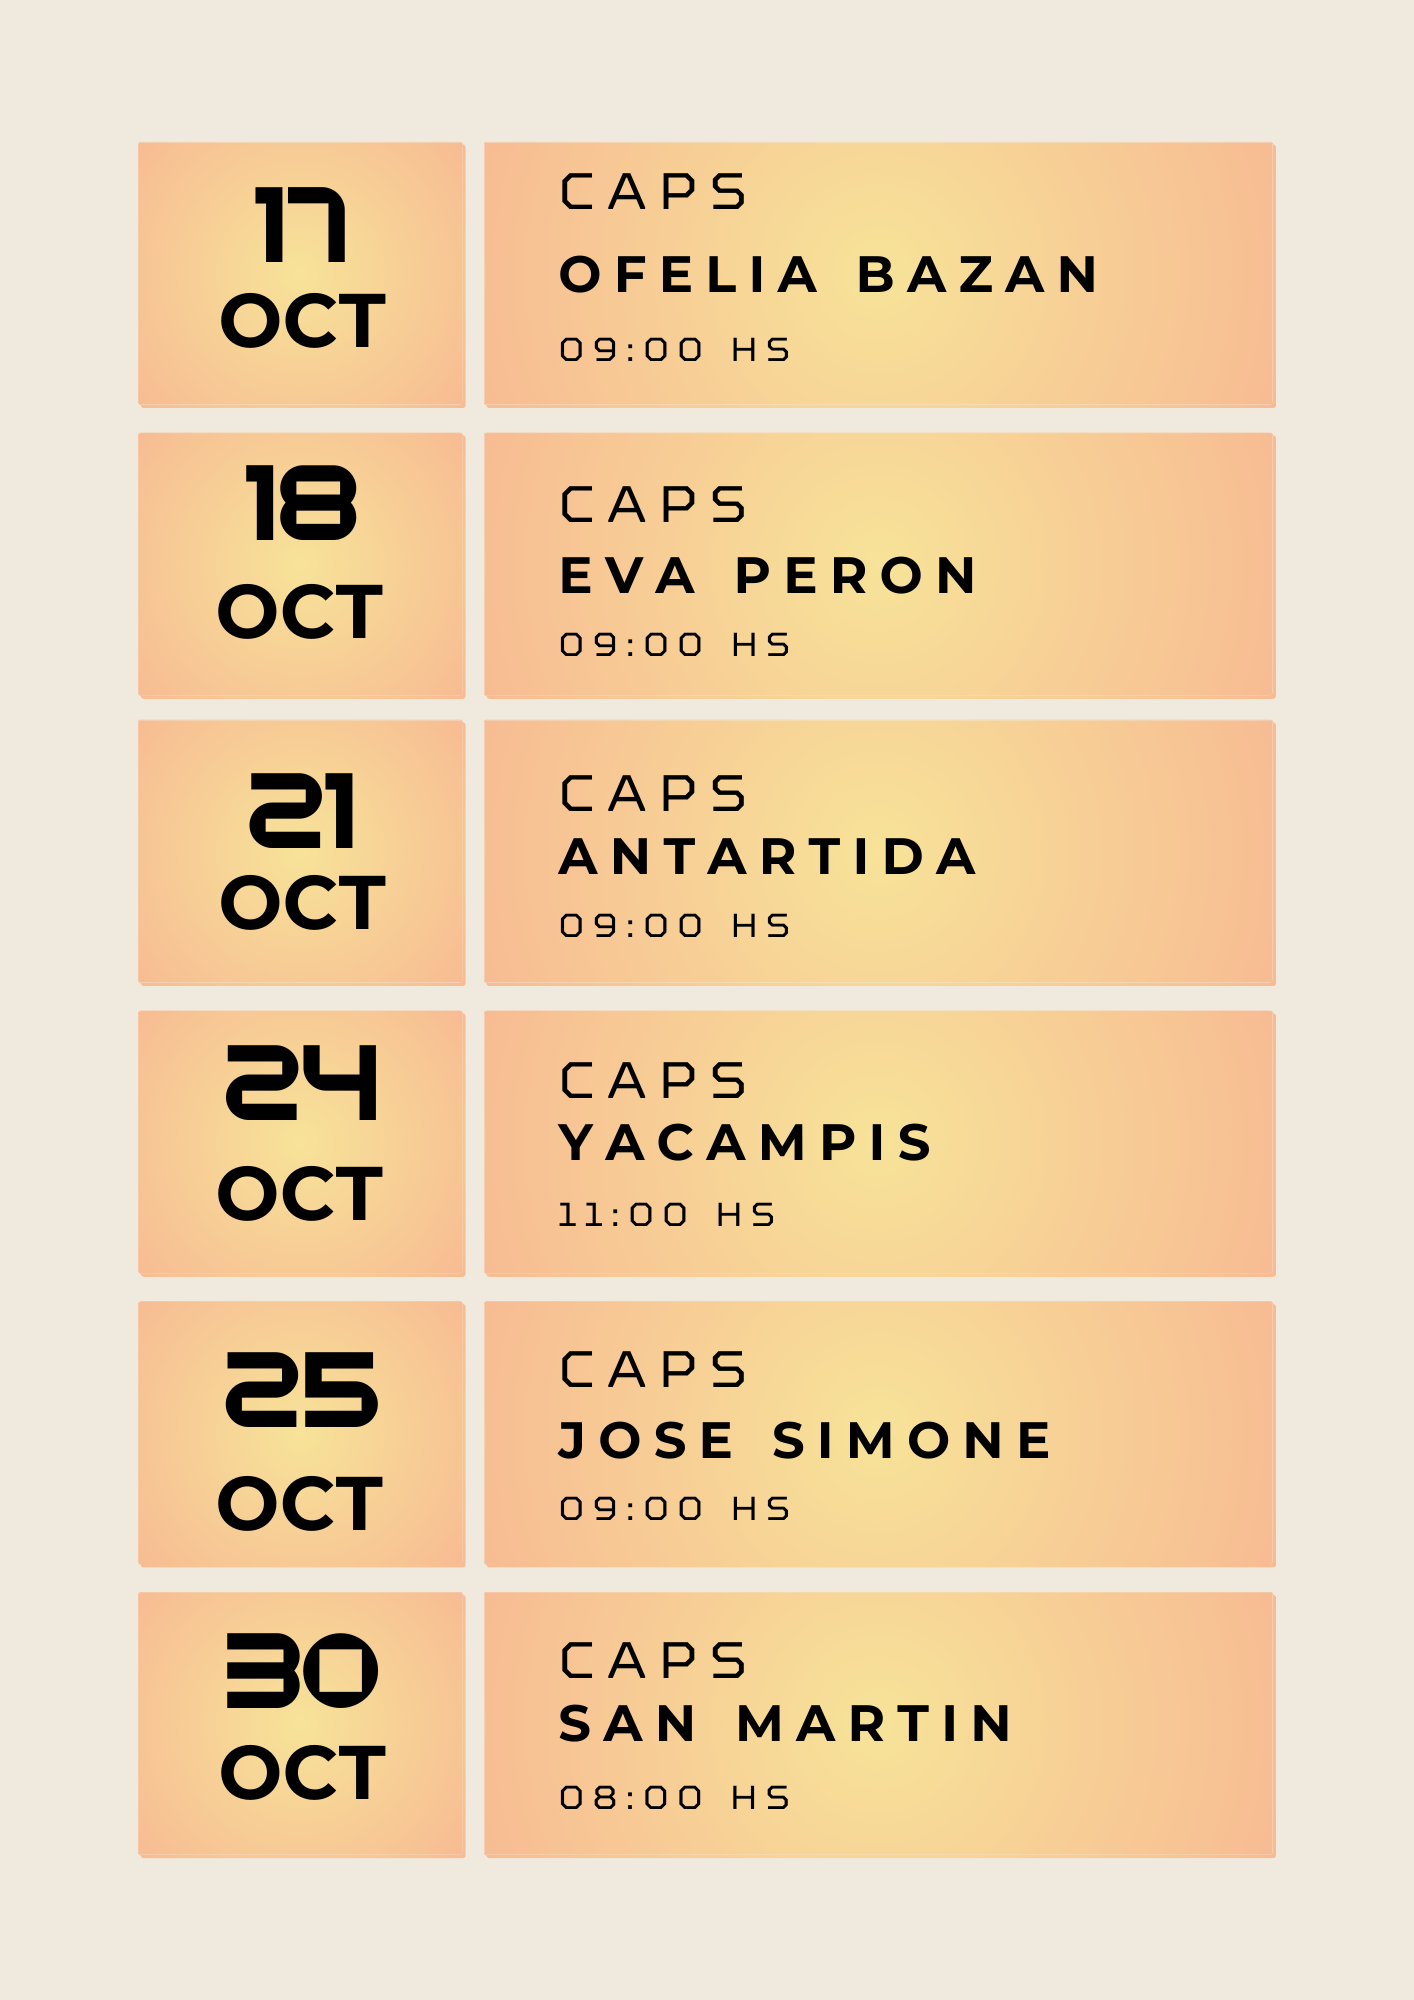 17
OCT
CAPS
OFELIA BAZAN
09:00 HS
18
OCT
CAPS
EVA PERON
09:00 HS
21
OCT
CAPS
ANTARTIDA
09:00 HS
24
OCT
CAPS
YACAMPIS
11:00 HS
25
OCT
CAPS
JOSE SIMONE
09:00 HS
30
OCT
CAPS
SAN MARTIN
08:00 HS